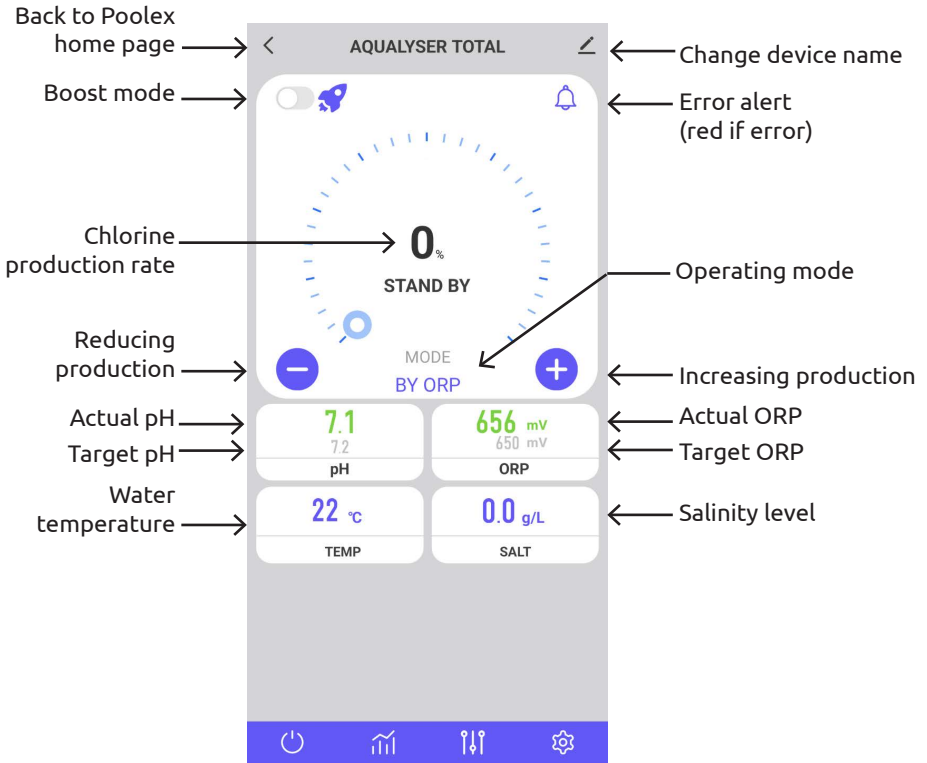 Back to Poolex
home page
AQUALYSER TOTAL
Change device name
Boost mode
Error alert
(red if error)
Chlorine
production rate
0%
STAND BY
Operating mode
Reducing
production
MODE
BY ORP
Increasing production
Actual pH
7.1
656 mV
Actual ORP
Target pH
7.2
650 mV
Target ORP
pH
ORP
Water
temperature
22 °C
0.0 g/L
Salinity level
TEMP
SALT